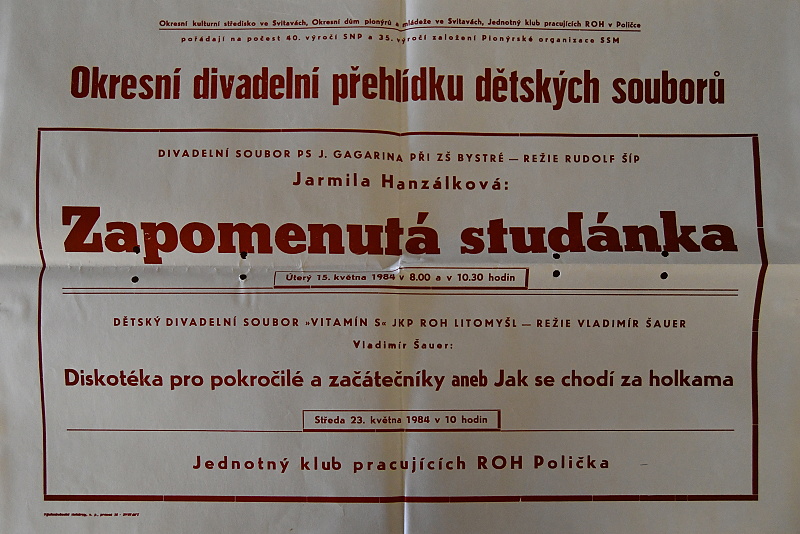 Okresní kulturní středisko ve Svitavách, Okresní dům pionýrů a mládeže ve Svitavách, Jednotný klub pracujících ROH v Poličce
pořádají na počest 40. výročí SNP a 35. výročí založení Pionýrské organizace SSM
Okresní divadelní přehlídku dětských souborů
DIVADELNÍ SOUBOR PS J. GAGARINA PŘI ZŠ BYSTRÉ — REŽIE RUDOLF ŠÍP
Jarmila Hanzálková:
Zapomenutá studánka
Úterý 15. května 1984 v 8.00 a v 10.30 hodin
DĚTSKÝ DIVADELNÍ SOUBOR »VITAMÍN S« JKP ROH LITOMYŠL — REŽIE VLADIMÍR ŠAUER
Vladimír Šauer:
Diskotéka pro pokročilé a začátečníky aneb Jak se chodí za holkama
Středa 23. května 1984 v 10 hodin
Jednotný klub pracujících ROH Polička